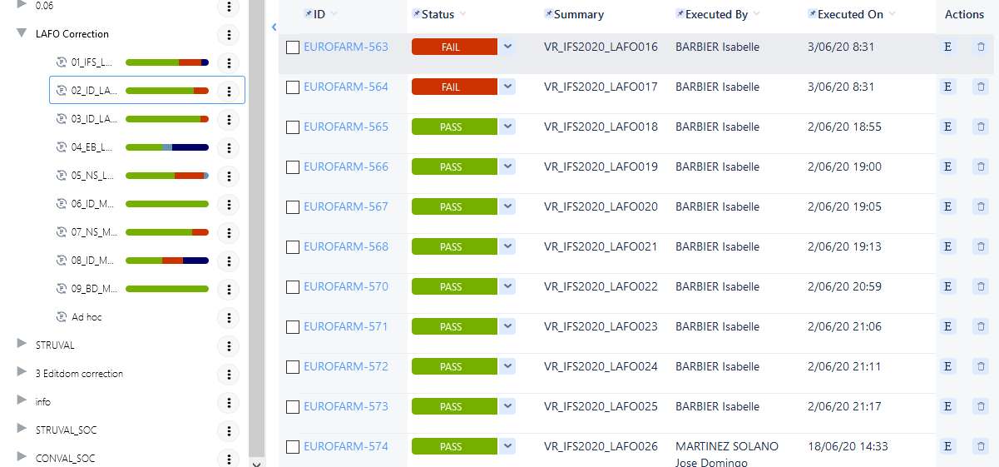 0.06
LAFO Correction
01_IFS_L...
02_ID_LA...
03_ID_LA...
04_EB_L...
05_NS_L...
06_ID_M...
07_NS_M...
08_ID_M...
09_BD_M...
Ad hoc
STRUVAL
3 Editdom correction
info
STRUVAL_SOC
CONVAL_SOC
ID Status Summary Executed By Executed On Actions
EUROFARM-563 FAIL VR_IFS2020_LAFO016 BARBIER Isabelle 3/06/20 8:31 E
EUROFARM-564 FAIL VR_IFS2020_LAFO017 BARBIER Isabelle 3/06/20 8:31 E
EUROFARM-565 PASS VR_IFS2020_LAFO018 BARBIER Isabelle 2/06/20 18:55 E
EUROFARM-566 PASS VR_IFS2020_LAFO019 BARBIER Isabelle 2/06/20 19:00 E
EUROFARM-567 PASS VR_IFS2020_LAFO020 BARBIER Isabelle 2/06/20 19:05 E
EUROFARM-568 PASS VR_IFS2020_LAFO021 BARBIER Isabelle 2/06/20 19:13 E
EUROFARM-570 PASS VR_IFS2020_LAFO022 BARBIER Isabelle 2/06/20 20:59 E
EUROFARM-571 PASS VR_IFS2020_LAFO023 BARBIER Isabelle 2/06/20 21:06 E
EUROFARM-572 PASS VR_IFS2020_LAFO024 BARBIER Isabelle 2/06/20 21:11 E
EUROFARM-573 PASS VR_IFS2020_LAFO025 BARBIER Isabelle 2/06/20 21:17 E
EUROFARM-574 PASS VR_IFS2020_LAFO026 MARTINEZ SOLANO 18/06/20 14:33 E
Jose Domingo